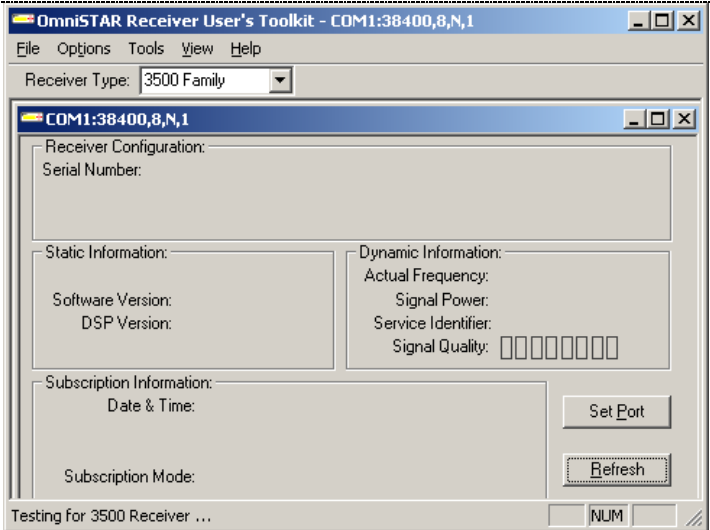 OmniSTAR Receiver User's Toolkit - COM1:38400,8,N,1
File Options Tools View Help
Receiver Type: 3500 Family
COM1:38400,8,N,1
Receiver Configuration:
Serial Number:
Static Information:
Software Version:
DSP Version:
Dynamic Information:
Actual Frequency:
Signal Power:
Service Identifier:
Signal Quality:
Subscription Information:
Date & Time:
Subscription Mode:
Set Port
Refresh
Testing for 3500 Receiver ...
NUM